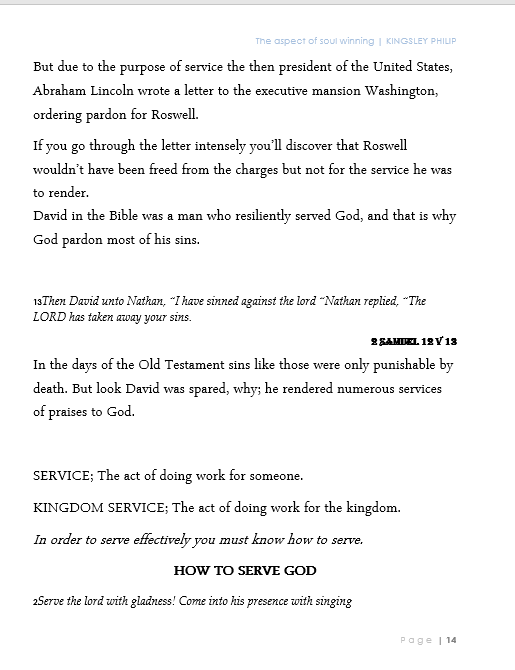 The aspect of soul winning | KINGSLEY PHILIP
But due to the purpose of service the then president of the United States,
Abraham Lincoln wrote a letter to the executive mansion Washington,
ordering pardon for Roswell.
If you go through the letter intensely you’ll discover that Roswell
wouldn’t have been freed from the charges but not for the service he was
to render.
David in the Bible was a man who resiliently served God, and that is why
God pardon most of his sins.
13Then David unto Nathan, “I have sinned against the lord “Nathan replied, “The
LORD has taken away your sins.
2 SAMUEL 12 V 13
In the days of the Old Testament sins like those were only punishable by
death. But look David was spared, why; he rendered numerous services
of praises to God.
SERVICE; The act of doing work for someone.
KINGDOM SERVICE; The act of doing work for the kingdom.
In order to serve effectively you must know how to serve.
HOW TO SERVE GOD
2Serve the lord with gladness! Come into his presence with singing
Page | 14